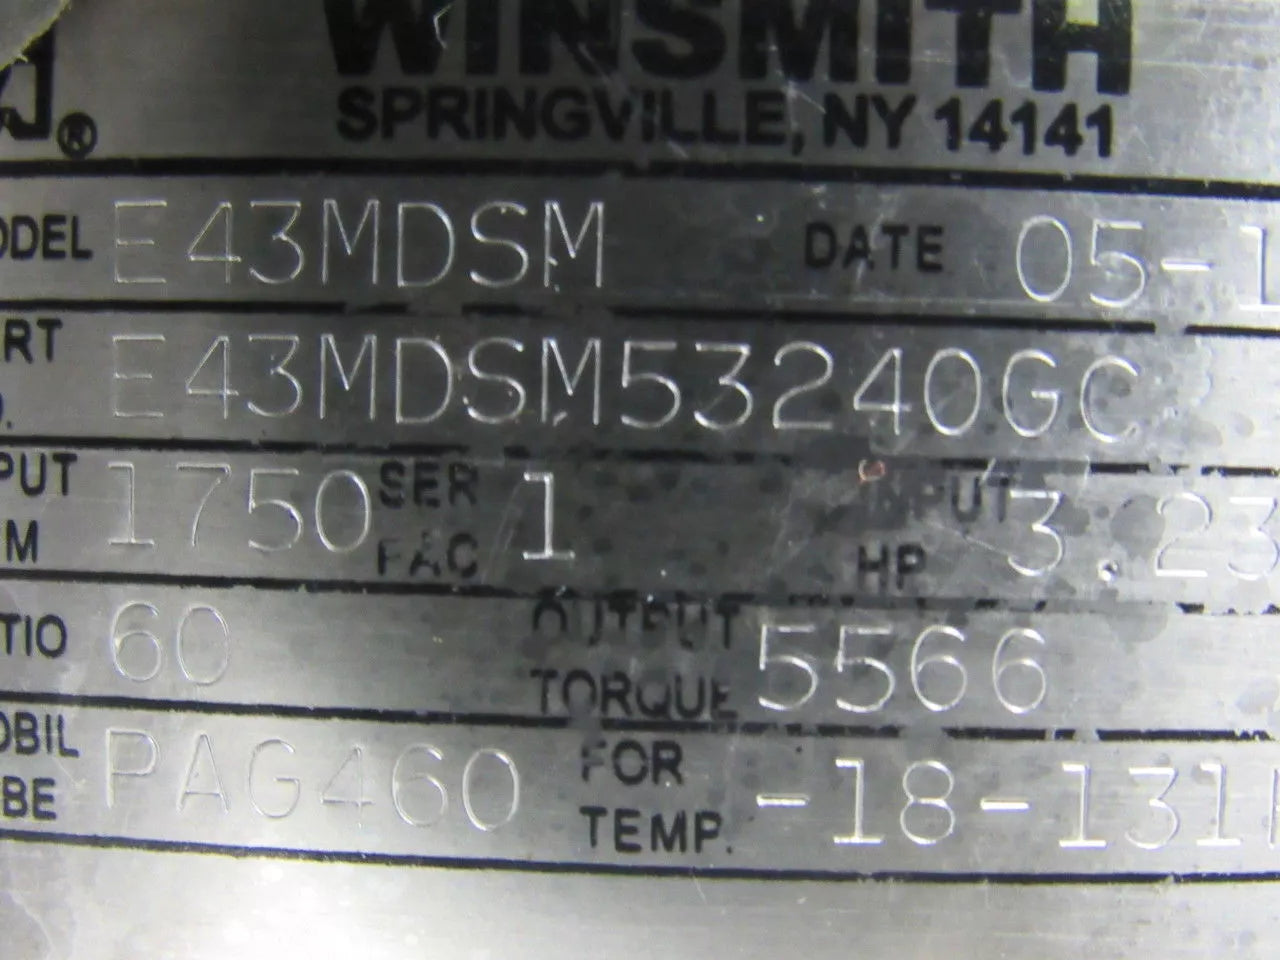 WINSMITH
® SPRINGVILLE, NY 14141
ODEL E43MDSM DATE 05-1
RT E43MDSM53240GC
PUT 1750 SER 1 INPUT 3.23
M FAC HP
TIO 60 OUTPUT 5566
TORQUE
OBIL PAG460 FOR -18-131
BE TEMP.